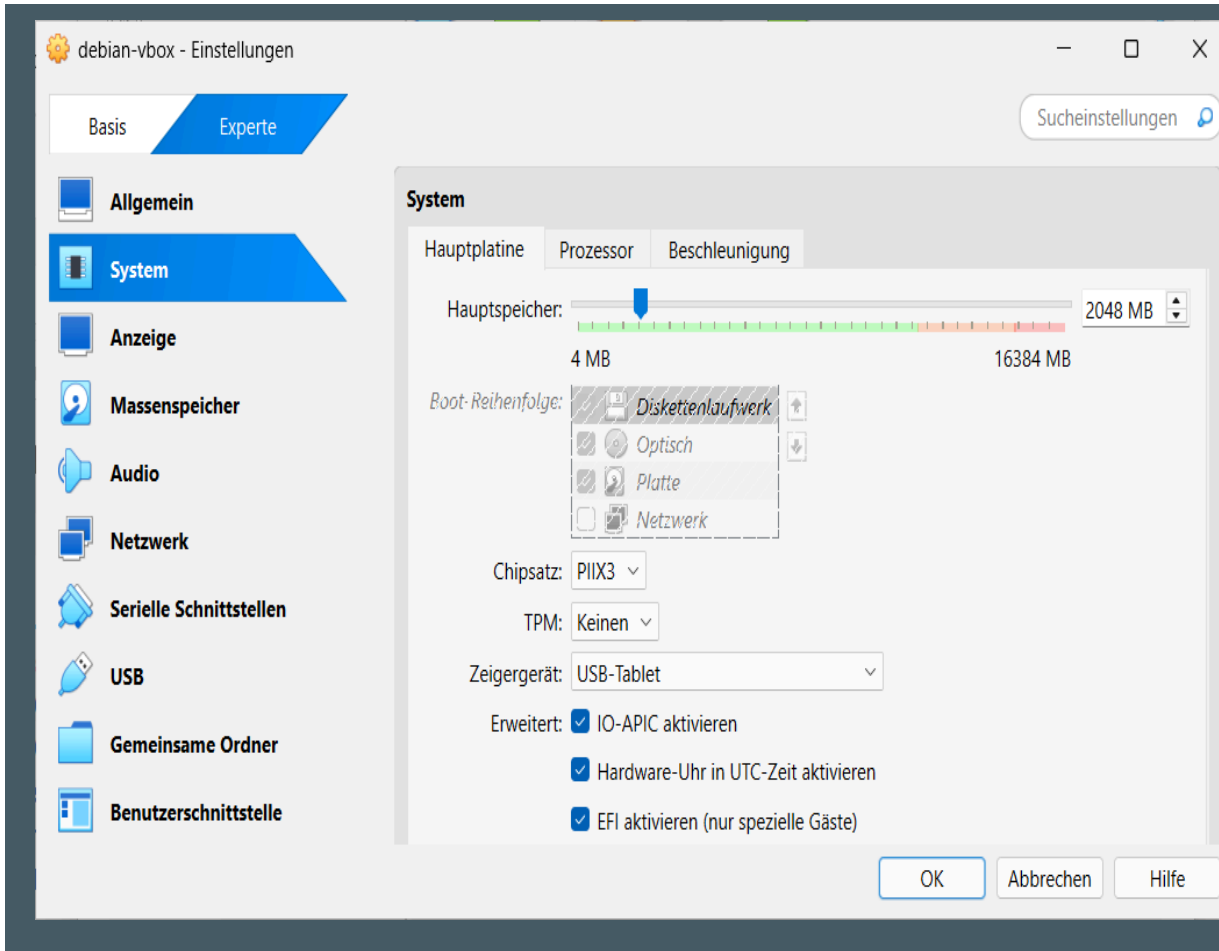 debian-vbox - Einstellungen
Basis
Experte
Sucheinstellungen
Allgemein
System
Anzeige
Massenspeicher
Audio
Netzwerk
Serielle Schnittstellen
USB
Gemeinsame Ordner
Benutzerschnittstelle
System
Hauptplatine Prozessor Beschleunigung
Hauptspeicher: 2048 MB
4 MB 16384 MB
Boot-Reihenfolge: Diskettenlaufwerk
Optisch
Platte
Netzwerk
Chipsatz: PIIX3
TPM: Keinen
Zeigergerät: USB-Tablet
Erweitert: IO-APIC aktivieren
Hardware-Uhr in UTC-Zeit aktivieren
EFI aktivieren (nur spezielle Gäste)
OK Abbrechen Hilfe